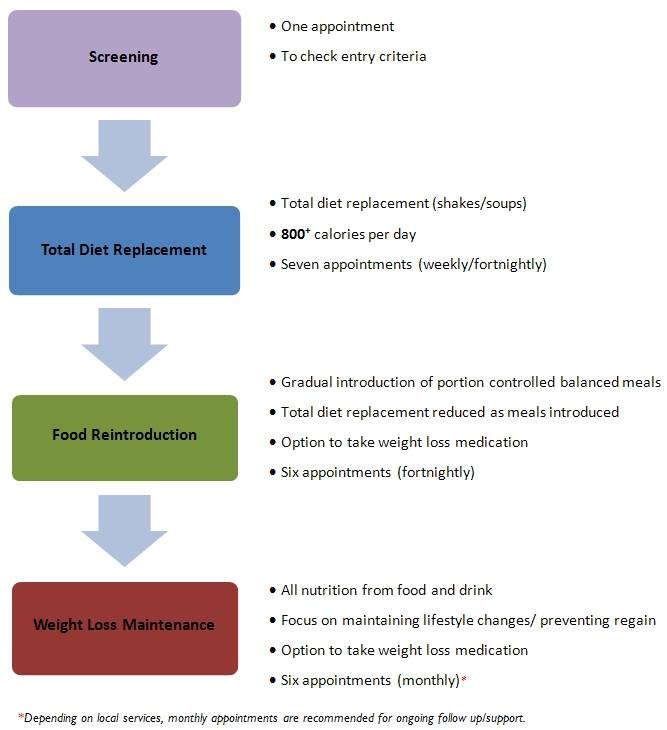 Screening
• One appointment
• To check entry criteria
Total Diet Replacement
• Total diet replacement (shakes/soups)
• 800⁺ calories per day
• Seven appointments (weekly/fortnightly)
Food Reintroduction
• Gradual introduction of portion controlled balanced meals
• Total diet replacement reduced as meals introduced
• Option to take weight loss medication
• Six appointments (fortnightly)
Weight Loss Maintenance
• All nutrition from food and drink
• Focus on maintaining lifestyle changes/ preventing regain
• Option to take weight loss medication
• Six appointments (monthly)*
*Depending on local services, monthly appointments are recommended for ongoing follow up/support.